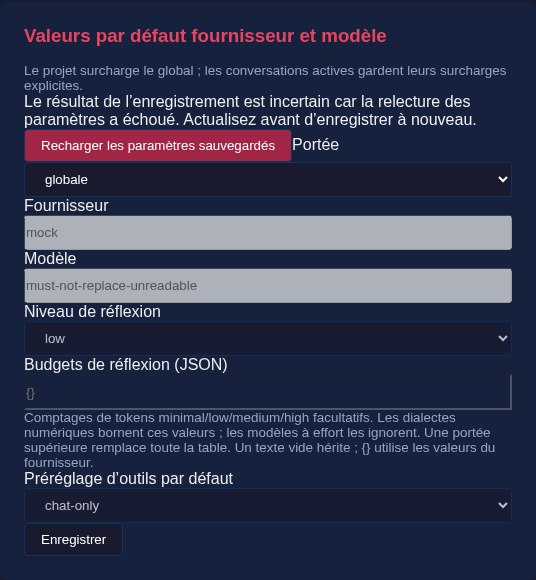 Valeurs par défaut fournisseur et modèle
Le projet surcharge le global ; les conversations actives gardent leurs surcharges
explicites.
Le résultat de l’enregistrement est incertain car la relecture des
paramètres a échoué. Actualisez avant d’enregistrer à nouveau.
Recharger les paramètres sauvegardés Portée
globale
Fournisseur
mock
Modèle
must-not-replace-unreadable
Niveau de réflexion
low
Budgets de réflexion (JSON)
{}
Comptages de tokens minimal/low/medium/high facultatifs. Les dialectes
numériques bornent ces valeurs ; les modèles à effort les ignorent. Une portée
supérieure remplace toute la table. Un texte vide hérite ; {} utilise les valeurs du
fournisseur.
Préréglage d’outils par défaut
chat-only
Enregistrer